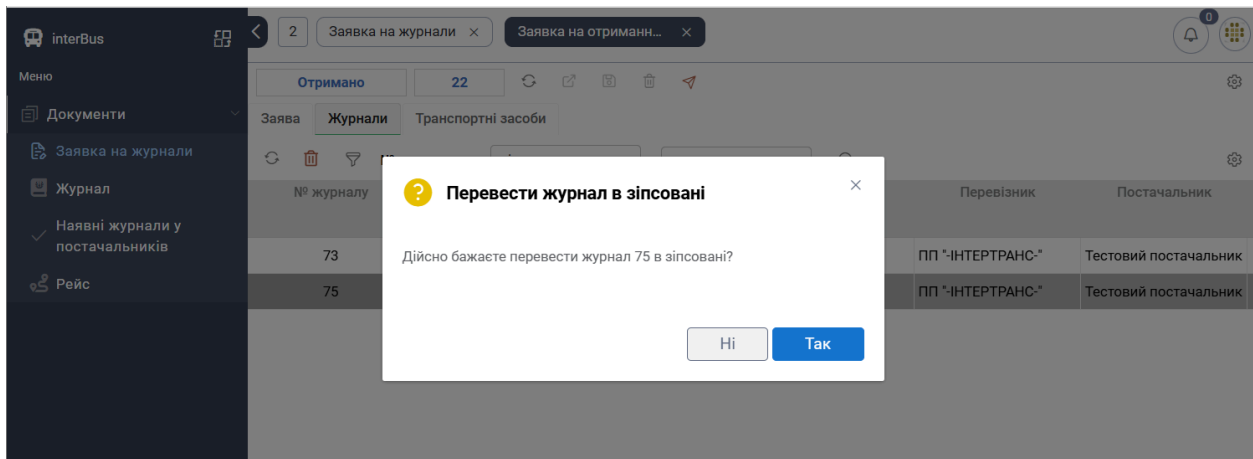 interBus
2
Заявка на журнали
Заявка на отриманн...
0
Меню
Отримано
22
Документи
Заява
Журнали
Транспортні засоби
Заявка на журнали
Журнал
Наявні журнали у
постачальників
Рейс
№ журналу
Перевізник
Постачальник
73
ПП "-ІНТЕРТРАНС-"
Тестовий постачальник
75
ПП "-ІНТЕРТРАНС-"
Тестовий постачальник
Перевести журнал в зіпсовані
Дійсно бажаєте перевести журнал 75 в зіпсовані?
Ні
Так